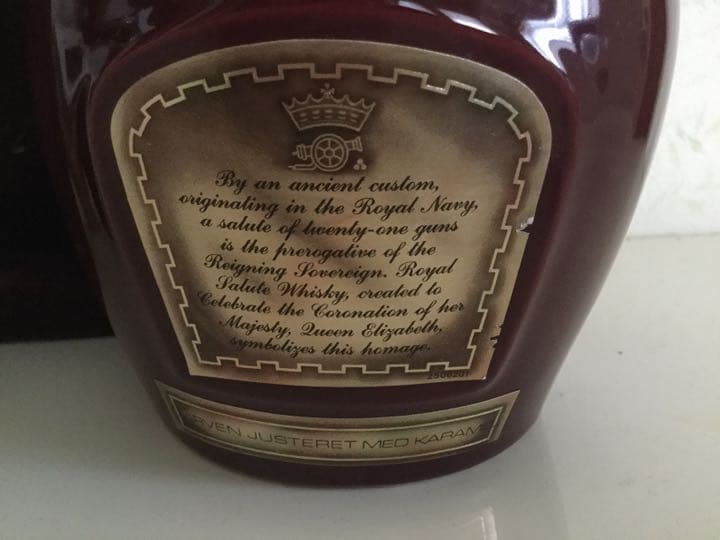 By an ancient custom,
originating in the Royal Navy,
a salute of twenty-one guns
is the prerogative of the
Reigning Sovereign. Royal
Salute Whisky, created to
Celebrate the Coronation of her
Majesty, Queen Elizabeth,
symbolizes this homage.
JUSTERET MED